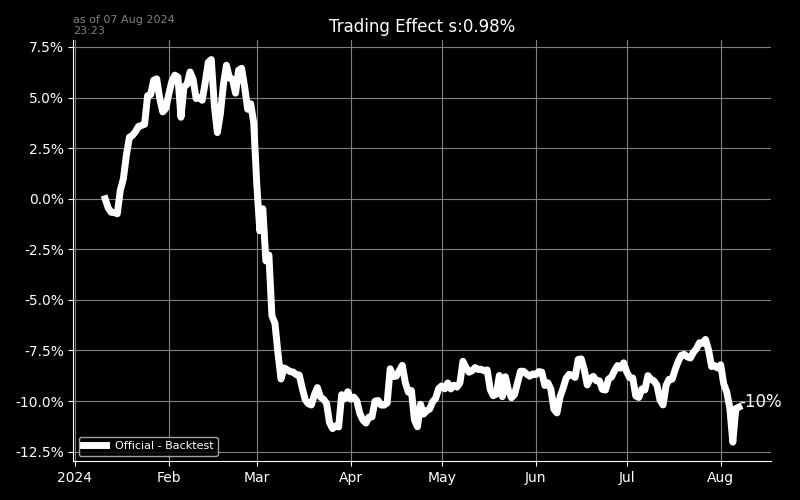 as of 07 Aug 2024
23:23
Trading Effect s:0.98%
7.5%
5.0%
2.5%
0.0%
-2.5%
-5.0%
-7.5%
-10.0%
-12.5%
-10%
Official - Backtest
2024 Feb Mar Apr May Jun Jul Aug